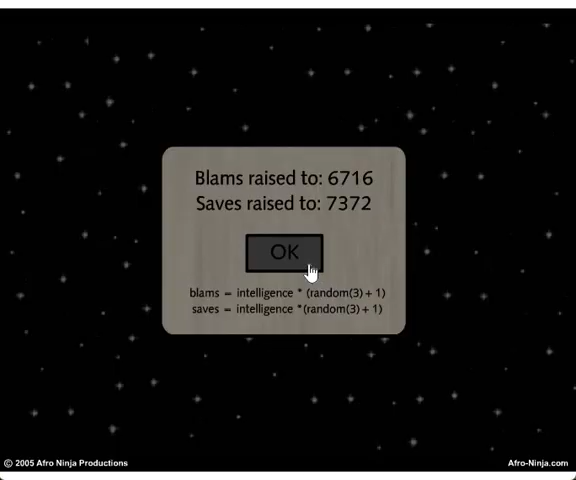 Blams raised to: 6716
Saves raised to: 7372
OK
blams = intelligence * (random(3) + 1)
saves = intelligence *(random(3) + 1)
© 2005 Afro Ninja Productions
Afro-Ninja.com